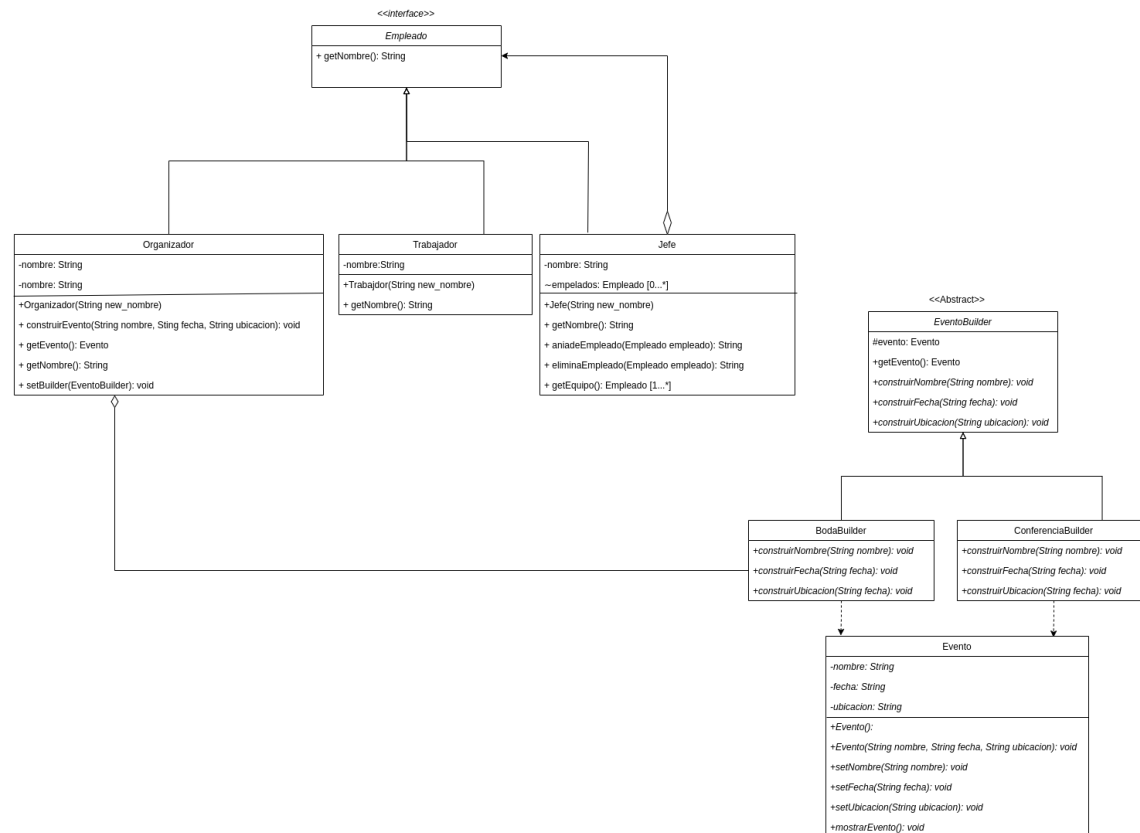 <<interface>>
Empleado
+ getNombre(): String
Organizador
-nombre: String
-nombre: String
+Organizador(String new_nombre)
+ construirEvento(String nombre, Sting fecha, String ubicacion): void
+ getEvento(): Evento
+ getNombre(): String
+ setBuilder(EventoBuilder): void
Trabajador
-nombre:String
+Trabajdor(String new_nombre)
+ getNombre(): String
Jefe
-nombre: String
~empelados: Empleado [0...*]
+Jefe(String new_nombre)
+ getNombre(): String
+ aniadeEmpleado(Empleado empleado): String
+ eliminaEmpleado(Empleado empleado): String
+ getEquipo(): Empleado [1...*]
<<Abstract>>
EventoBuilder
#evento: Evento
+getEvento(): Evento
+construirNombre(String nombre): void
+construirFecha(String fecha): void
+construirUbicacion(String ubicacion): void
BodaBuilder
+construirNombre(String nombre): void
+construirFecha(String fecha): void
+construirUbicacion(String fecha): void
ConferenciaBuilder
+construirNombre(String nombre): void
+construirFecha(String fecha): void
+construirUbicacion(String fecha): void
Evento
-nombre: String
-fecha: String
-ubicacion: String
+Evento():
+Evento(String nombre, String fecha, String ubicacion): void
+setNombre(String nombre): void
+setFecha(String fecha): void
+setUbicacion(String ubicacion): void
+mostrarEvento(): void